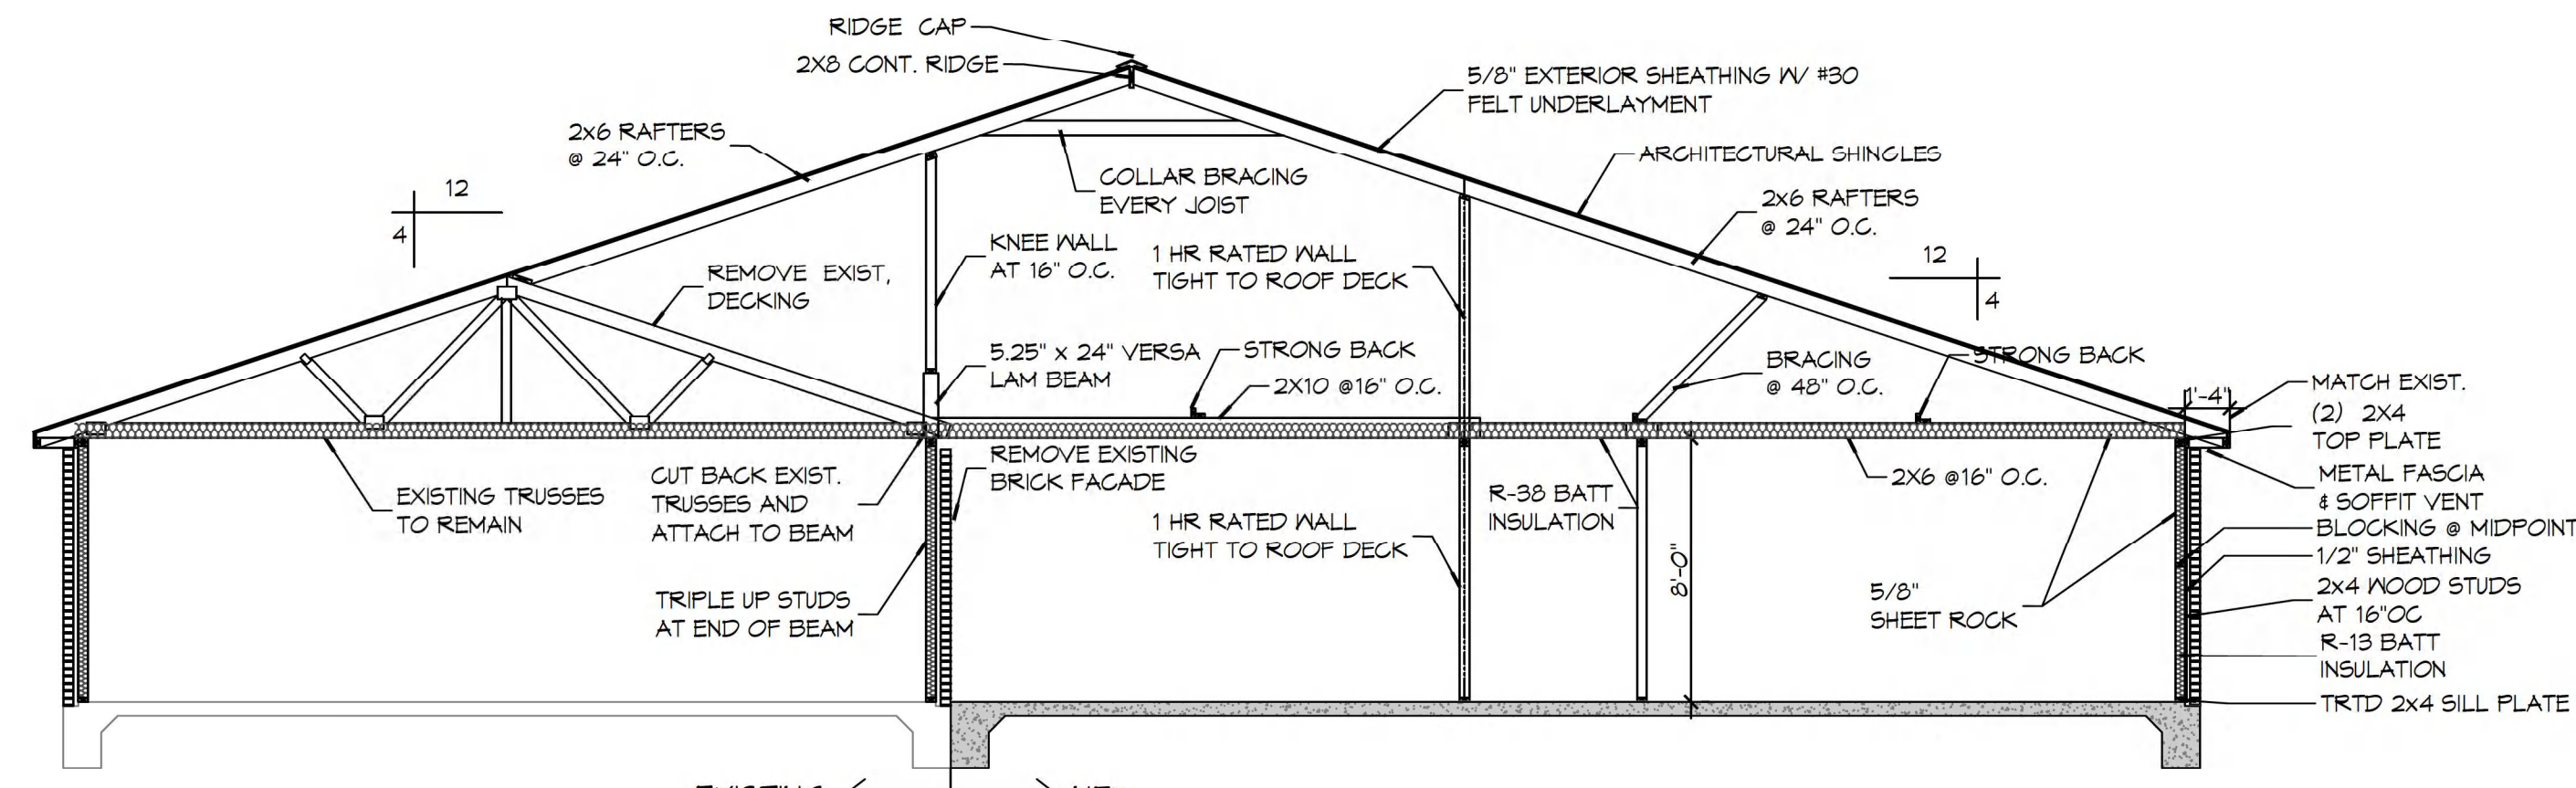 RIDGE CAP
2X8 CONT. RIDGE
5/8" EXTERIOR SHEATHING W/ #30
FELT UNDERLAYMENT
2x6 RAFTERS
@ 24" O.C.
ARCHITECTURAL SHINGLES
12
4
COLLAR BRACING
EVERY JOIST
2x6 RAFTERS
@ 24" O.C.
KNEE WALL
AT 16" O.C.
1 HR RATED WALL
TIGHT TO ROOF DECK
12
4
REMOVE EXIST,
DECKING
5.25" x 24" VERSA
LAM BEAM
STRONG BACK
2X10 @16" O.C.
BRACING
@ 48" O.C.
STRONG BACK
1'-4"
MATCH EXIST.
(2) 2X4
TOP PLATE
METAL FASCIA
& SOFFIT VENT
BLOCKING @ MIDPOINT
1/2" SHEATHING
2x4 WOOD STUDS
AT 16"OC
R-13 BATT
INSULATION
TRTD 2x4 SILL PLATE
EXISTING TRUSSES
TO REMAIN
CUT BACK EXIST.
TRUSSES AND
ATTACH TO BEAM
REMOVE EXISTING
BRICK FACADE
1 HR RATED WALL
TIGHT TO ROOF DECK
R-38 BATT
INSULATION
2X6 @16" O.C.
8'-0"
5/8"
SHEET ROCK
TRIPLE UP STUDS
AT END OF BEAM